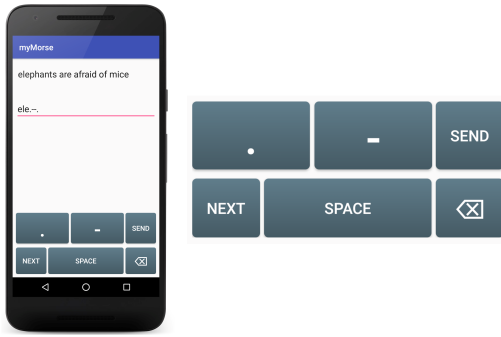 myMorse
elephants are afraid of mice
ele.--.
. - SEND
NEXT SPACE
. - SEND
NEXT SPACE